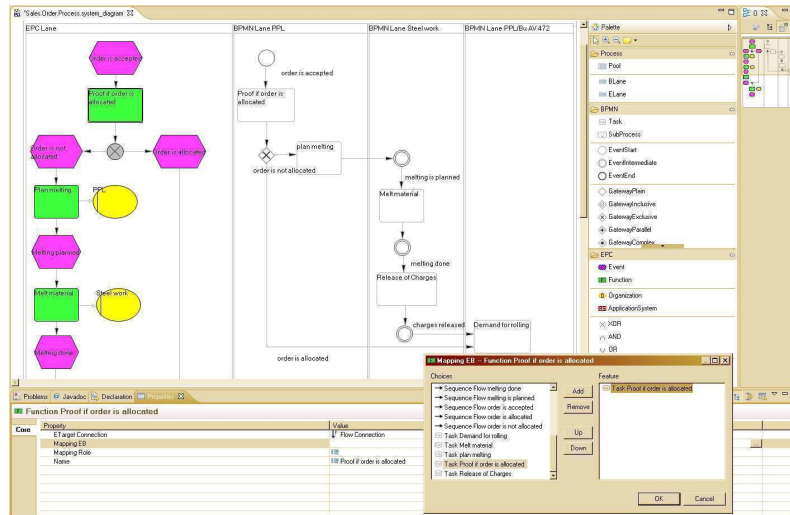 *Sales.Order.Process.system_diagram
EPC Lane
BPMN Lane PPL
BPMN Lane Steel work
BPMN Lane PPL/Bu AV 472
Order is accepted
Proof if order is
allocated
Order is not
allocated
Order is allocated
Plan melting
PPL
Melting planned
Melt material
Steel work
Melting done
order is accepted
Proof if order is
allocated
plan melting
order is not allocated
melting is planned
Melt material
melting done
Release of Charges
charges released
Demand for rolling
order is allocated
Palette
Process
Pool
BLane
ELane
BPMN
Task
SubProcess
EventStart
EventIntermediate
EventEnd
GatewayPlain
GatewayInclusive
GatewayExclusive
GatewayParallel
GatewayComplex
EPC
Event
Function
Organization
ApplicationSystem
XOR
AND
OR
Problems
Javadoc
Declaration
Properties
Function Proof if order is allocated
Core
Property
Value
ETarget Connection
Flow Connection
Mapping EB
Mapping Role
Name
Proof if order is allocated
Mapping EB -- Function Proof if order is allocated
Choices
Feature
Sequence Flow melting done
Sequence Flow melting is planned
Sequence Flow order is accepted
Sequence Flow order is allocated
Sequence Flow order is not allocated
Task Demand for rolling
Task Melt material
Task plan melting
Task Proof if order is allocated
Task Release of Charges
Add
Remove
Up
Down
Task Proof if order is allocated
OK
Cancel